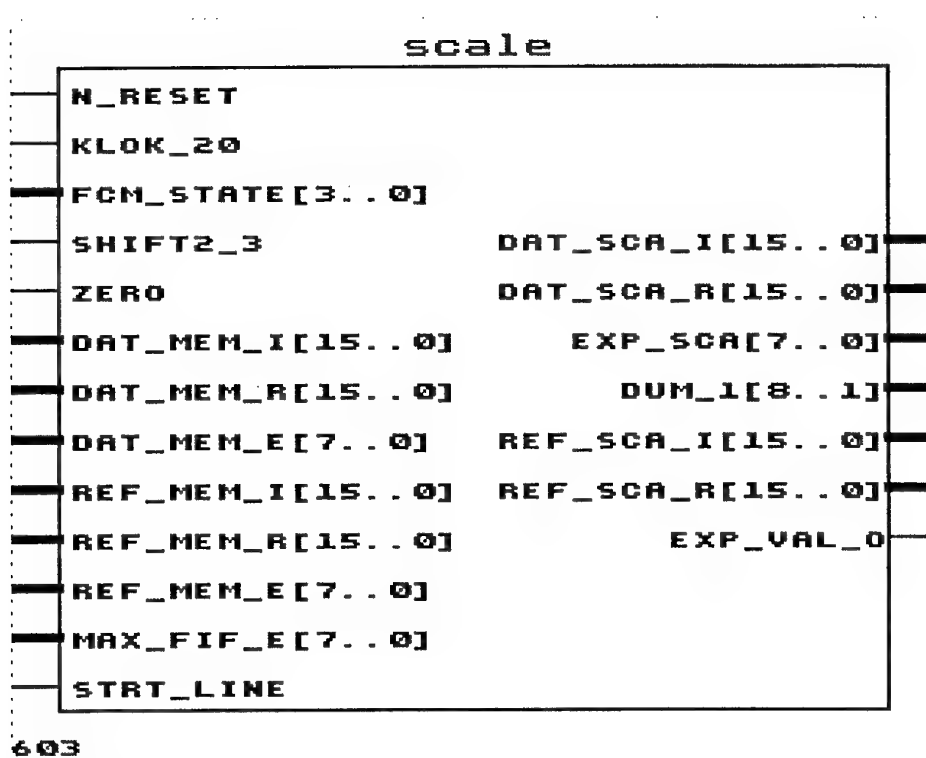 scale
N_RESET
KLOK_20
FCM_STATE[3..0]
SHIFT2_3 DAT_SCA_I[15..0]
ZERO DAT_SCA_R[15..0]
DAT_MEM_I[15..0] EXP_SCA[7..0]
DAT_MEM_R[15..0] DUM_1[8..1]
DAT_MEM_E[7..0] REF_SCA_I[15..0]
REF_MEM_I[15..0] REF_SCA_R[15..0]
REF_MEM_R[15..0] EXP_VAL_O
REF_MEM_E[7..0]
MAX_FIF_E[7..0]
STRT_LINE
603